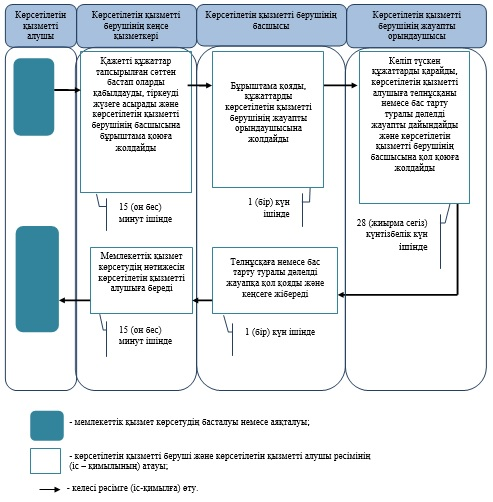 Көрсетілетін
қызметті
алушы
Көрсетілетін қызметті
берушінің кеңсе
қызметкері
Көрсетілетін қызметті берушінің
басшысы
Көрсетілетін қызметті
берушінің жауапты
орындаушысы
Қажетті құжаттар
тапсырылған сәттен
бастап оларды
қабылдауды, тіркеуді
жүзеге асырады және
көрсетілетін қызметті
берушінің басшысына
бұрыштама қоюға
жолдайды
Бұрыштама қояды,
құжаттарды
көрсетілетін қызметті
берушінің жауапты
орындаушысына
жолдайды
Келіп түскен
құжаттарды қарайды,
көрсетілетін қызметті
алушыға телнұсқаны
немесе бас тарту
туралы дәлелді
жауапты дайындайды
және көрсетілетін
қызметті берушінің
басшысына қол қоюға
жолдайды
15 (он бес)
минут ішінде
1 (бір) күн
ішінде
28 (жиырма сегіз)
күнтізбелік күн
ішінде
Мемлекеттік қызмет
көрсетудің нәтижесін
көрсетілетін қызметті
алушыға береді
Телнұсқаға немесе бас
тарту туралы дәлелді
жауапқа қол қояды және
кеңсеге жібереді
15 (он бес)
минут ішінде
1 (бір) күн ішінде
- мемлекеттік қызмет көрсетудің басталуы немесе аяқталуы;
- көрсетілетін қызметті беруші және көрсетілетін қызметті алушы рәсімінің
(іс – қимылының) атауы;
- келесі рәсімге (іс-қимылға) өту.